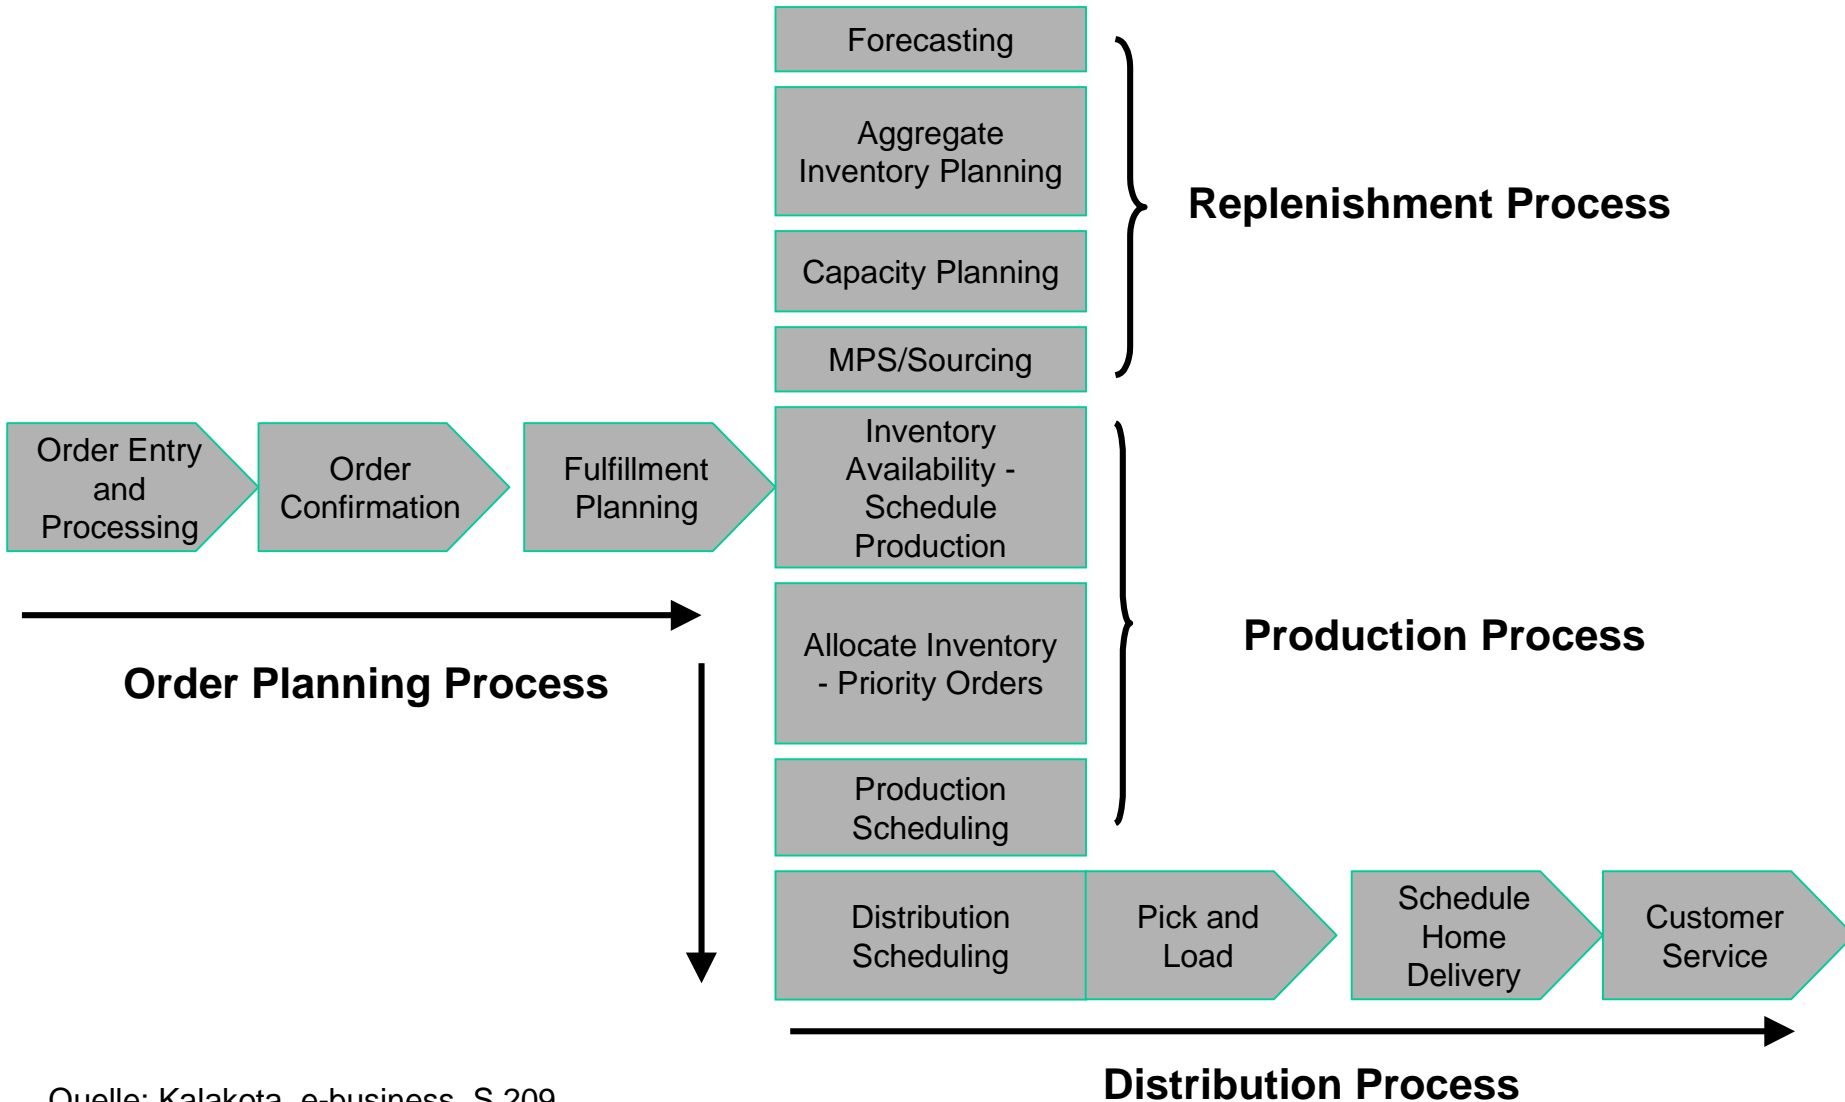 Forecasting
Aggregate
Inventory Planning
Capacity Planning
MPS/Sourcing
Replenishment Process
Order Entry
and
Processing
Order
Confirmation
Fulfillment
Planning
Inventory
Availability -
Schedule
Production
Order Planning Process
Allocate Inventory
- Priority Orders
Production
Scheduling
Production Process
Distribution
Scheduling
Pick and
Load
Schedule
Home
Delivery
Customer
Service
Distribution Process
Quelle: Kalakota, e-business, S.209